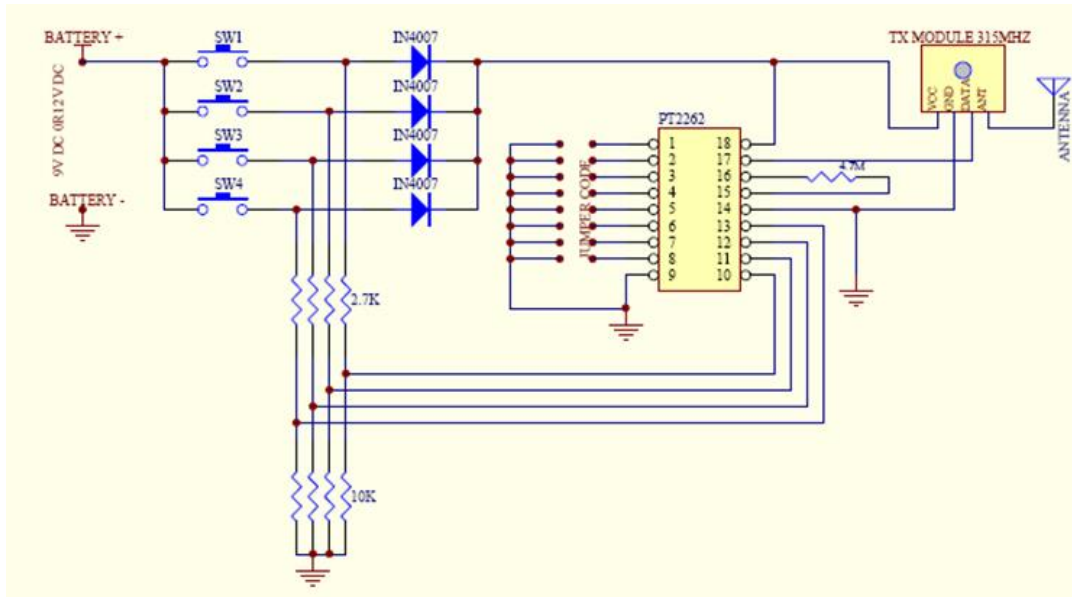 BATTERY +
SW1
IN4007
TX MODULE 315MHZ
VCC
GND
DATA
ANT
ANTENNA
9V DC 0R12V DC
SW2
IN4007
SW3
IN4007
SW4
IN4007
BATTERY -
JUMPER CODE
PT2262
1 18
2 17
3 16
4 15
5 14
6 13
7 12
8 11
9 10
4.7M
2.7K
10K